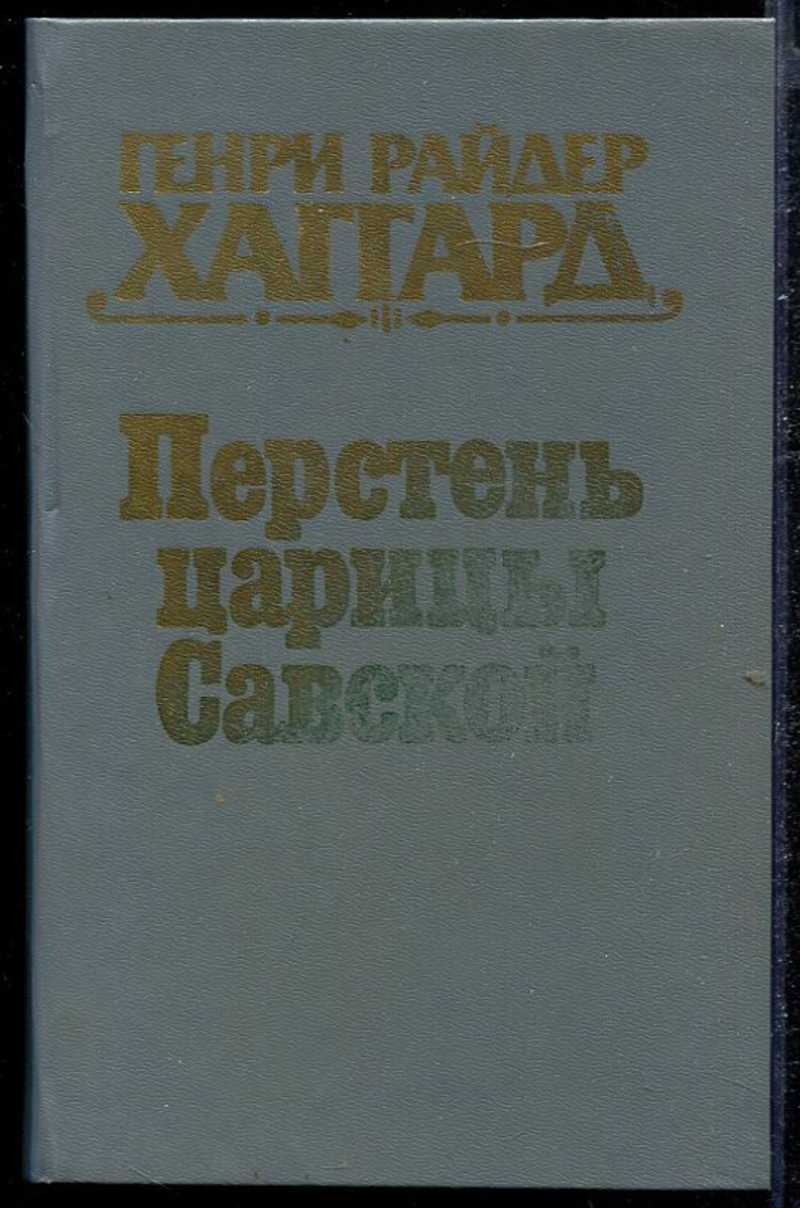 ГЕНРИ РАЙДЕР
ХАГГАРД
Перстень
царицы
Савской